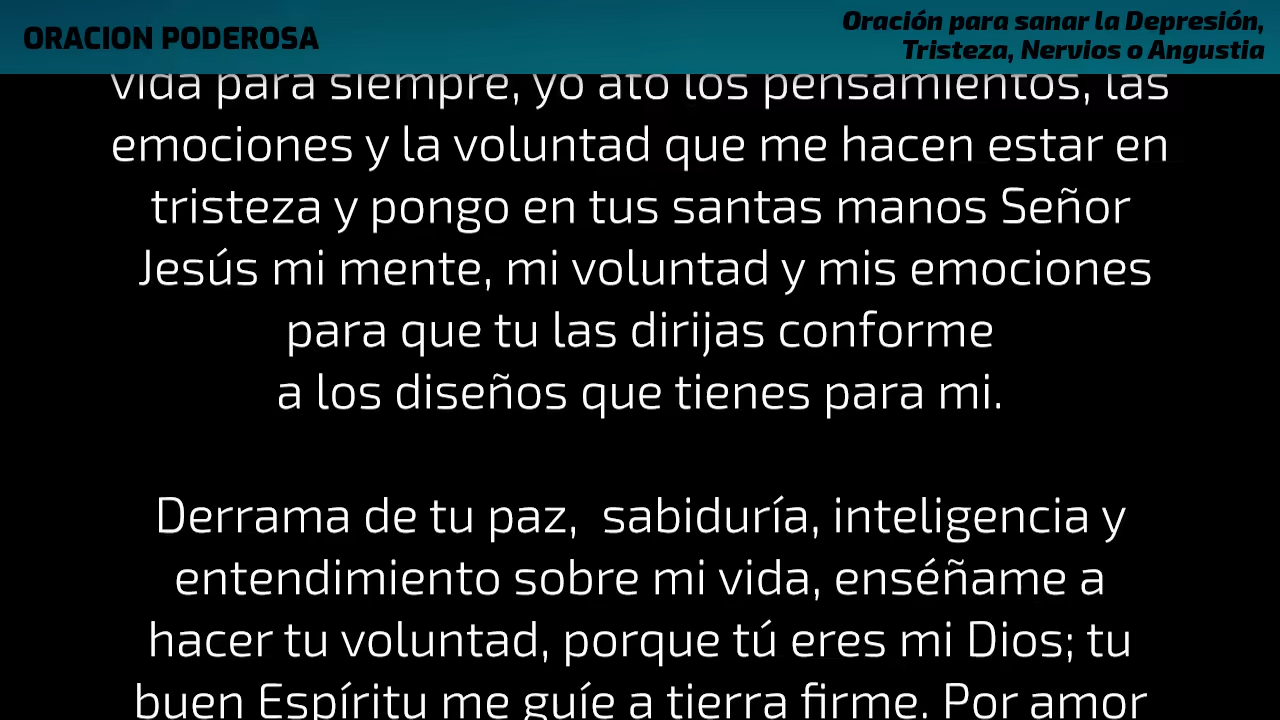 ORACION PODEROSA
Oración para sanar la Depresión,
Tristeza, Nervios o Angustia
vida para siempre, yo ato los pensamientos, las
emociones y la voluntad que me hacen estar en
tristeza y pongo en tus santas manos Señor
Jesús mi mente, mi voluntad y mis emociones
para que tu las dirijas conforme
a los diseños que tienes para mi.
Derrama de tu paz,  sabiduría, inteligencia y
entendimiento sobre mi vida, enséñame a
hacer tu voluntad, porque tú eres mi Dios; tu
buen Espíritu me guíe a tierra firme. Por amor